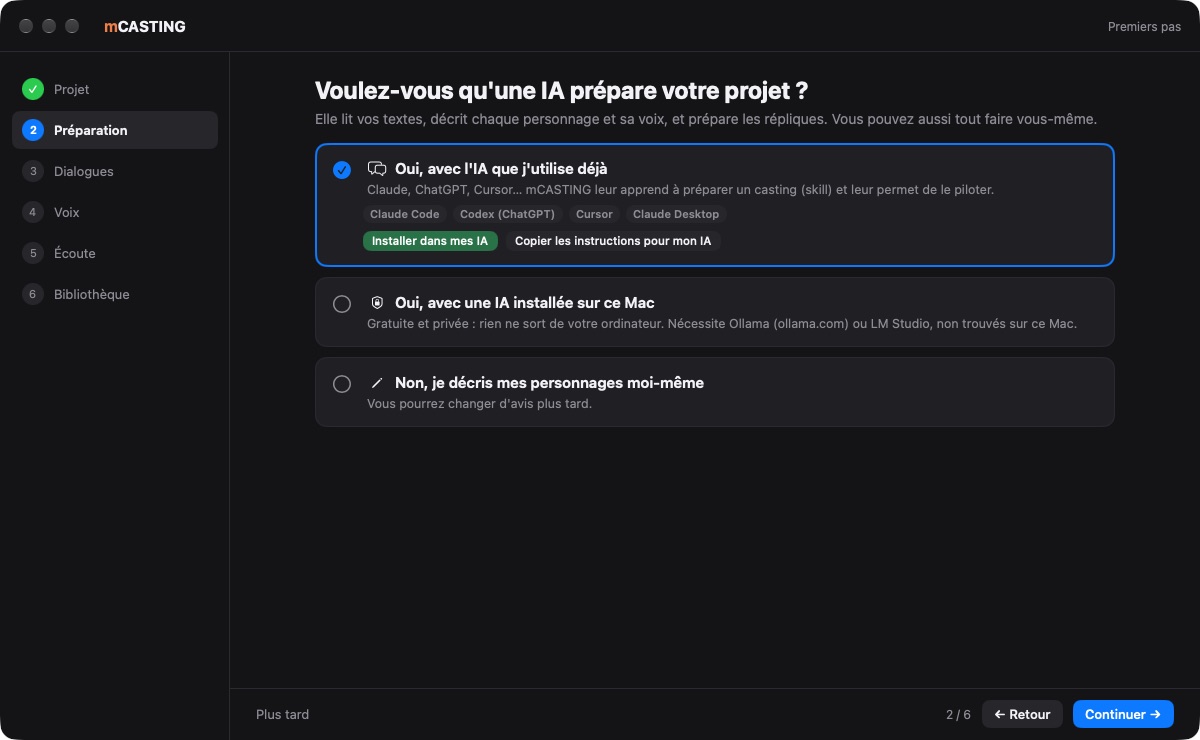 mCASTING
Premiers pas
Projet
2 Préparation
3 Dialogues
4 Voix
5 Écoute
6 Bibliothèque
Voulez-vous qu'une IA prépare votre projet ?
Elle lit vos textes, décrit chaque personnage et sa voix, et prépare les répliques. Vous pouvez aussi tout faire vous-même.
Oui, avec l'IA que j'utilise déjà
Claude, ChatGPT, Cursor... mCASTING leur apprend à préparer un casting (skill) et leur permet de le piloter.
Claude Code Codex (ChatGPT) Cursor Claude Desktop
Installer dans mes IA Copier les instructions pour mon IA
Oui, avec une IA installée sur ce Mac
Gratuite et privée : rien ne sort de votre ordinateur. Nécessite Ollama (ollama.com) ou LM Studio, non trouvés sur ce Mac.
Non, je décris mes personnages moi-même
Vous pourrez changer d'avis plus tard.
Plus tard
2 / 6
← Retour
Continuer →